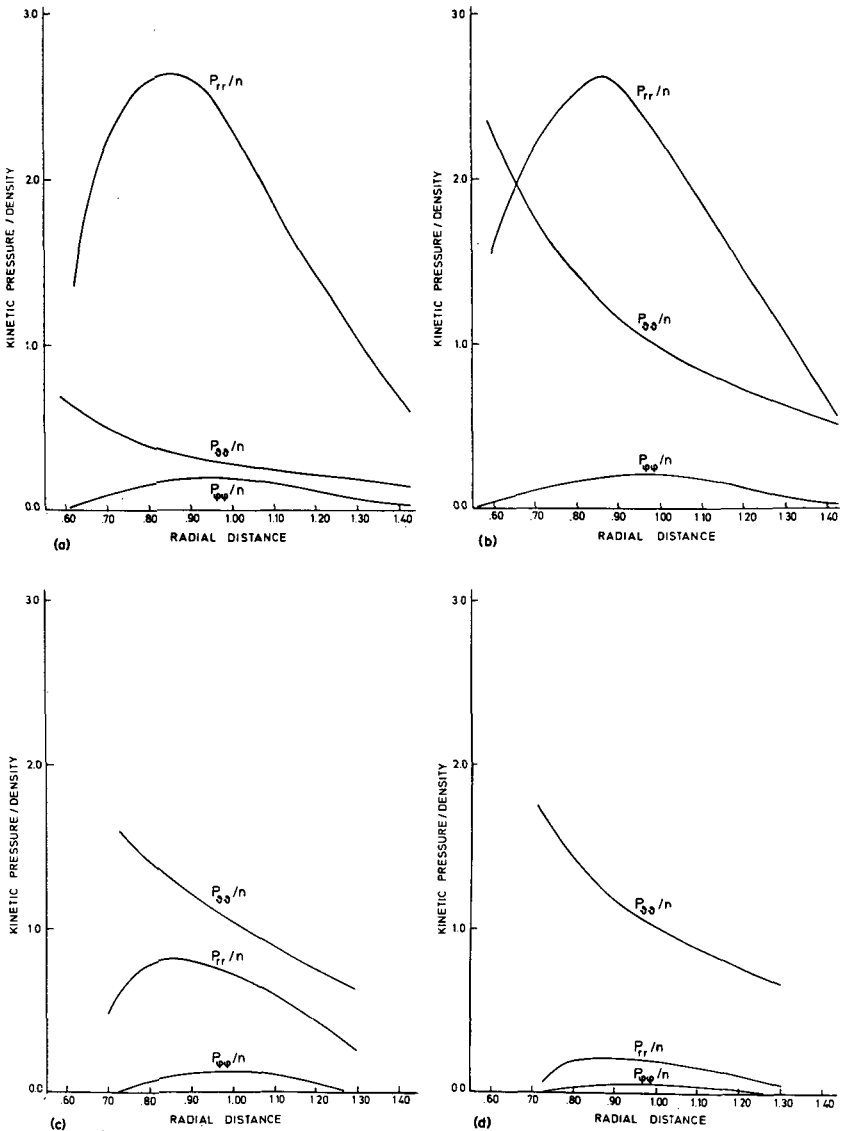 3.0
2.0
1.0
0.0
KINETIC PRESSURE / DENSITY
Prr/n
Pϑϑ/n
Pφφ/n
.60 .70 .80 .90 1.00 1.10 1.20 1.30 1.40
RADIAL DISTANCE
(a)
3.0
2.0
1.0
0.0
KINETIC PRESSURE / DENSITY
Prr/n
Pϑϑ/n
Pφφ/n
.60 .70 .80 .90 1.00 1.10 1.20 1.30 1.40
RADIAL DISTANCE
(b)
3.0
2.0
1.0
0.0
KINETIC PRESSURE / DENSITY
Pϑϑ/n
Prr/n
Pφφ/n
.60 .70 .80 .90 1.00 1.10 1.20 1.30 1.40
RADIAL DISTANCE
(c)
3.0
2.0
1.0
0.0
KINETIC PRESSURE / DENSITY
Pϑϑ/n
Prr/n
Pφφ/n
.60 70 .80 .90 1.00 1.10 1.20 1.30 1.40
RADIAL DISTANCE
(d)